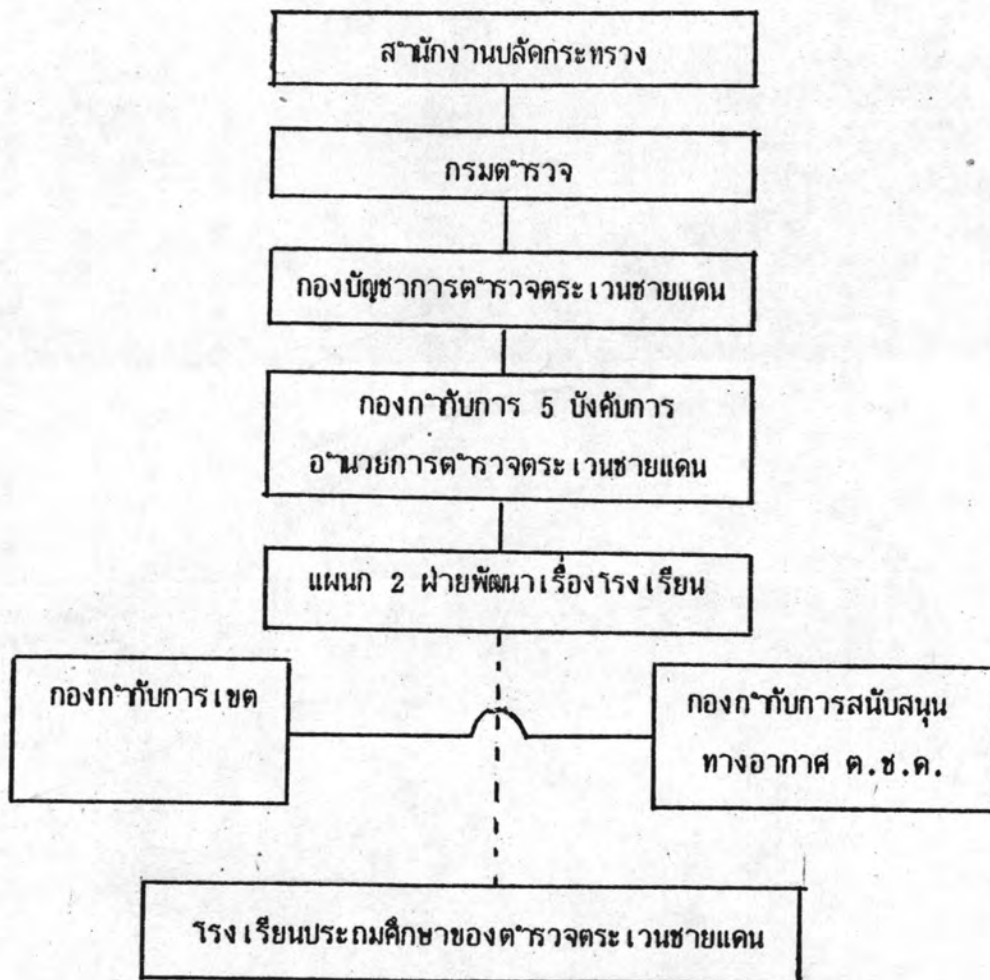 สำนักงานปลัดกระทรวง
กรมตำรวจ
กองบัญชาการตำรวจตระเวนชายแดน
กองกำกับการ 5 บังคับการ
อำนวยการตำรวจตระเวนชายแดน
แผนก 2 ฝ่ายพัฒนาเรื่องโรงเรียน
กองกำกับการเขต
กองกำกับการสนับสนุน
ทางอากาศ ต.ช.ด.
โรงเรียนประถมศึกษาของตำรวจตระเวนชายแดน